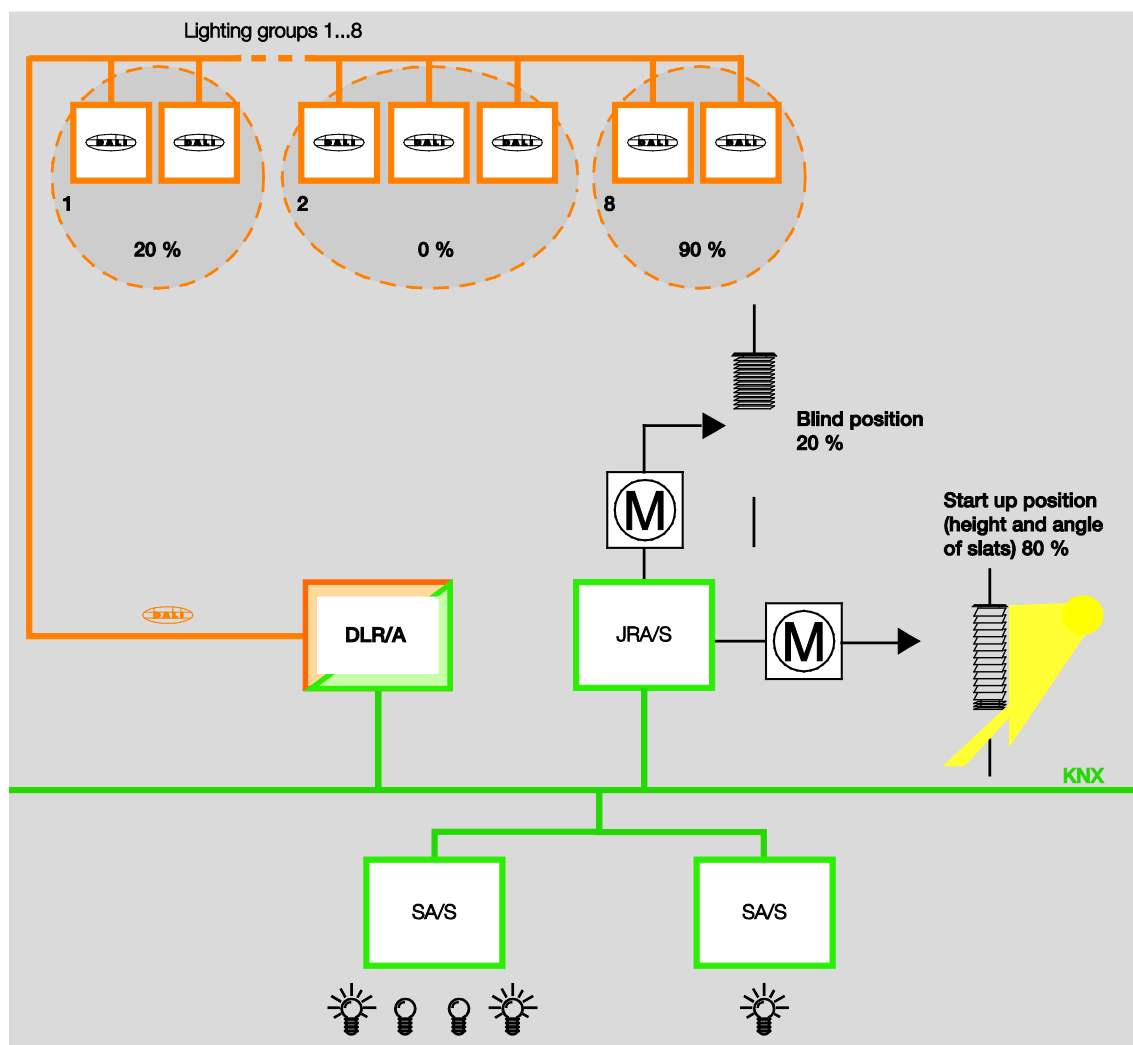 Lighting groups 1...8
DALI DALI DALI DALI DALI DALI DALI
1 2 8
20 % 0 % 90 %
Blind position
20 %
M
Start up position
(height and angle
of slats) 80 %
DALI
DLR/A
JRA/S
M
KNX
SA/S SA/S